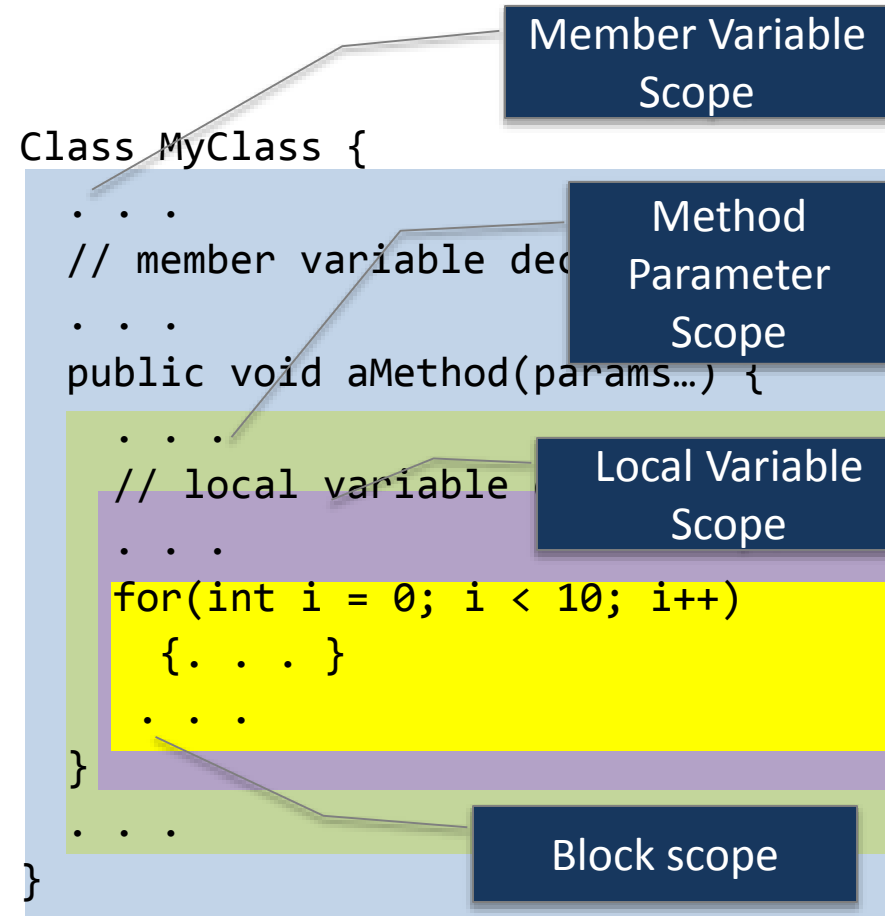 Member Variable
Scope
Class MyClass {
. . .
// member variable dec
Method
Parameter
Scope
. . .
public void aMethod(params…) {
. . .
// local variable
Local Variable
Scope
. . .
for(int i = 0; i < 10; i++)
{. . . }
. . .
}
. . .
Block scope
}